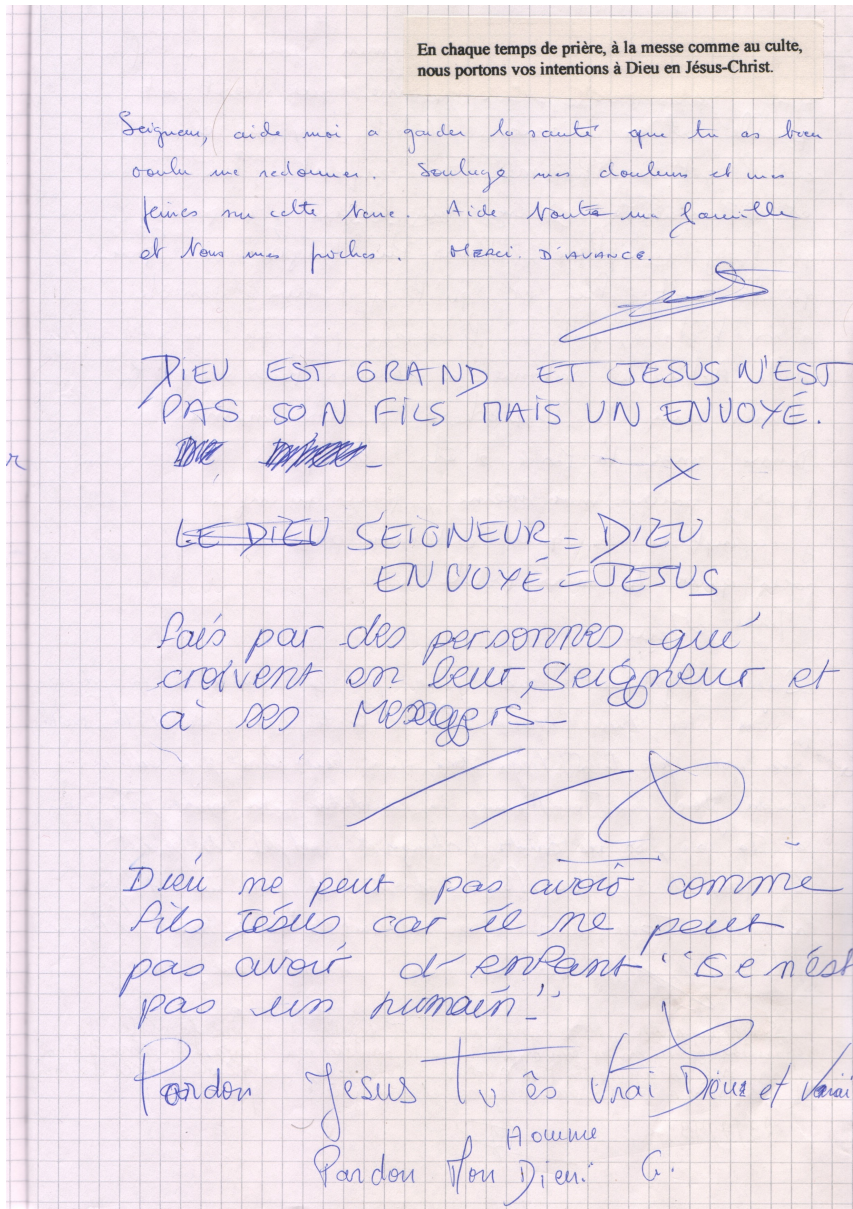 En chaque temps de prière, à la messe comme au culte,
nous portons vos intentions à Dieu en Jésus-Christ.
Seigneur, aide moi a garder la santé que tu as bien
voulu me redonner. Soulage mes douleurs et mes
peines sur cette terre. Aide toute ma famille
et tous mes proches. MERCI. D'AVANCE.
DIEU EST GRAND ET JESUS N'EST
PAS SON FILS MAIS UN ENVOYÉ.
LE DIEU SEIGNEUR = DIEU
ENVOYÉ = JESUS
fais par des personnes qui
croivent en leur, Seigneur et
a ses Messagers
Dieu ne peut pas avoir comme
fils Jésus car il ne peut
pas avoir d'enfant "se n'est
pas un humain!"
Pardon Jésus Tu ès Vrai Dieu et Vrai
Homme
Pardon Mon Dieu. G.